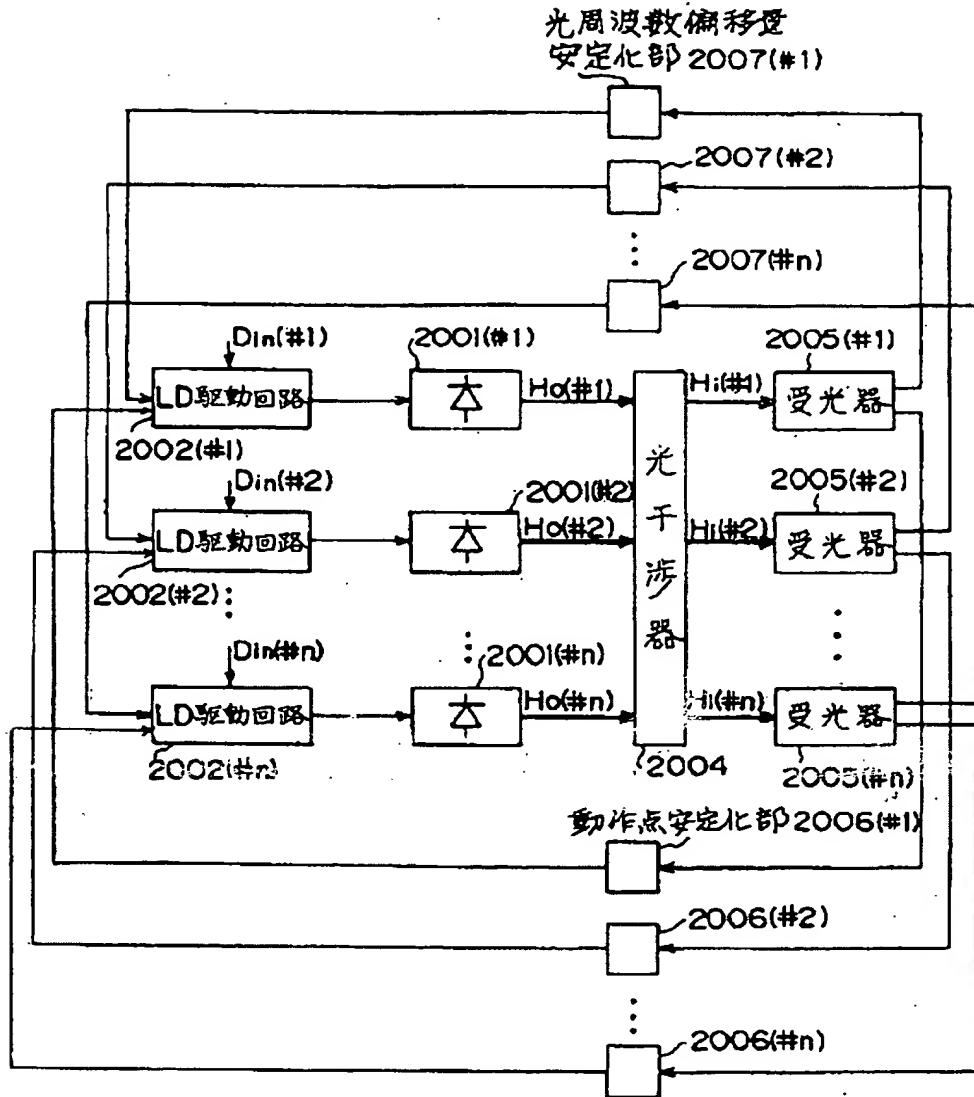 光周波数偏移量
安定化部 2007(#1)
2007(#2)
2007(#n)
Din(#1)
2001(#1)
2005(#1)
LD駆動回路
Ho(#1)
Hi(#1)
受光器
2002(#1)
Din(#2)
2001(#2)
2005(#2)
LD駆動回路
Ho(#2)
光干渉器
Hi(#2)
受光器
2002(#2)
Din(#n)
2001(#n)
LD駆動回路
Ho(#n)
Hi(#n)
受光器
2002(#n)
2004
2005(#n)
動作点安定化部 2006(#1)
2006(#2)
2006(#n)